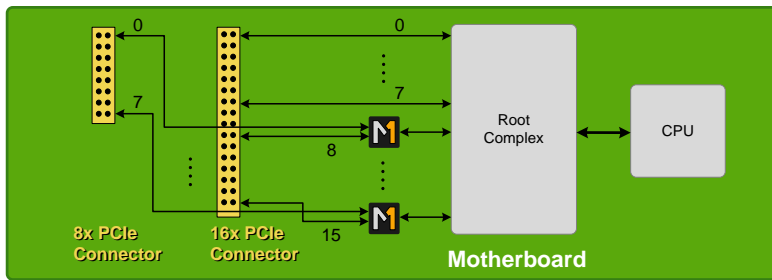 0
0
7
7
8
15
Root
Complex
CPU
8x PCIe
Connector
16x PCIe
Connector
Motherboard